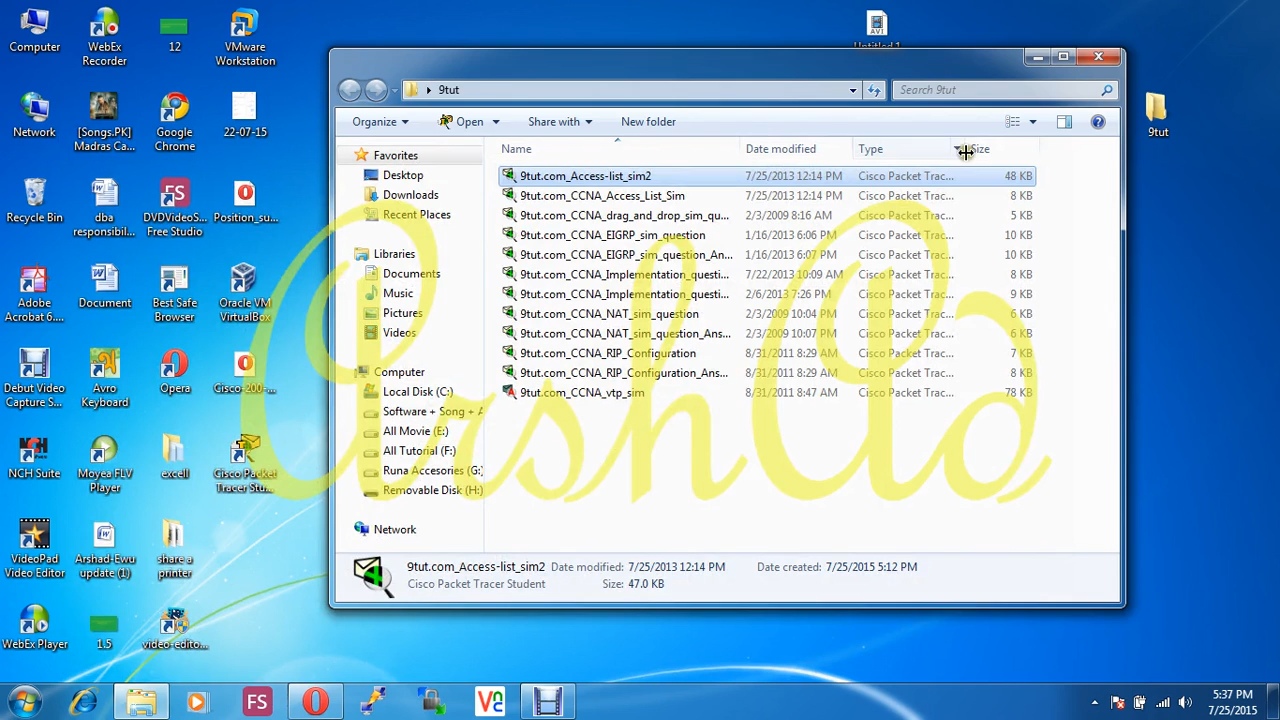 Computer
WebEx Recorder
12
VMware Workstation
Untitled 1
Network
[Songs.PK] Madras Ca...
Google Chrome
22-07-15
9tut
Recycle Bin
dba responsibil...
DVDVideoS... Free Studio
Position_su...
Adobe Acrobat 6....
Document
Best Safe Browser
Oracle VM VirtualBox
Debut Video Capture S...
Avro Keyboard
Opera
Cisco-200-...
NCH Suite
Moyea FLV Player
excell
Cisco Packet Tracer Stu...
VideoPad Video Editor
Arshad-Ewu update (1)
share a printer
WebEx Player
1.5
video-edito...
9tut
Search 9tut
Organize
Open
Share with
New folder
Name Date modified Type Size
Favorites
Desktop
Downloads
Recent Places
Libraries
Documents
Music
Pictures
Videos
Computer
Local Disk (C:)
Software + Song + A
All Movie (E:)
All Tutorial (F:)
Runa Accesories (G:)
Removable Disk (H:)
Network
9tut.com_Access-list_sim2 7/25/2013 12:14 PM Cisco Packet Trac... 48 KB
9tut.com_CCNA_Access_List_Sim 7/25/2013 12:14 PM Cisco Packet Trac... 8 KB
9tut.com_CCNA_drag_and_drop_sim_qu... 2/3/2009 8:16 AM Cisco Packet Trac... 5 KB
9tut.com_CCNA_EIGRP_sim_question 1/16/2013 6:06 PM Cisco Packet Trac... 10 KB
9tut.com_CCNA_EIGRP_sim_question_An... 1/16/2013 6:07 PM Cisco Packet Trac... 10 KB
9tut.com_CCNA_Implementation_questi... 7/22/2013 10:09 AM Cisco Packet Trac... 8 KB
9tut.com_CCNA_Implementation_questi... 2/6/2013 7:26 PM Cisco Packet Trac... 9 KB
9tut.com_CCNA_NAT_sim_question 2/3/2009 10:04 PM Cisco Packet Trac... 6 KB
9tut.com_CCNA_NAT_sim_question_Ans... 2/3/2009 10:07 PM Cisco Packet Trac... 6 KB
9tut.com_CCNA_RIP_Configuration 8/31/2011 8:29 AM Cisco Packet Trac... 7 KB
9tut.com_CCNA_RIP_Configuration_Ans... 8/31/2011 8:29 AM Cisco Packet Trac... 8 KB
9tut.com_CCNA_vtp_sim 8/31/2011 8:47 AM Cisco Packet Trac... 78 KB
ArshAd
9tut.com_Access-list_sim2 Date modified: 7/25/2013 12:14 PM Date created: 7/25/2015 5:12 PM
Cisco Packet Tracer Student Size: 47.0 KB
5:37 PM
7/25/2015